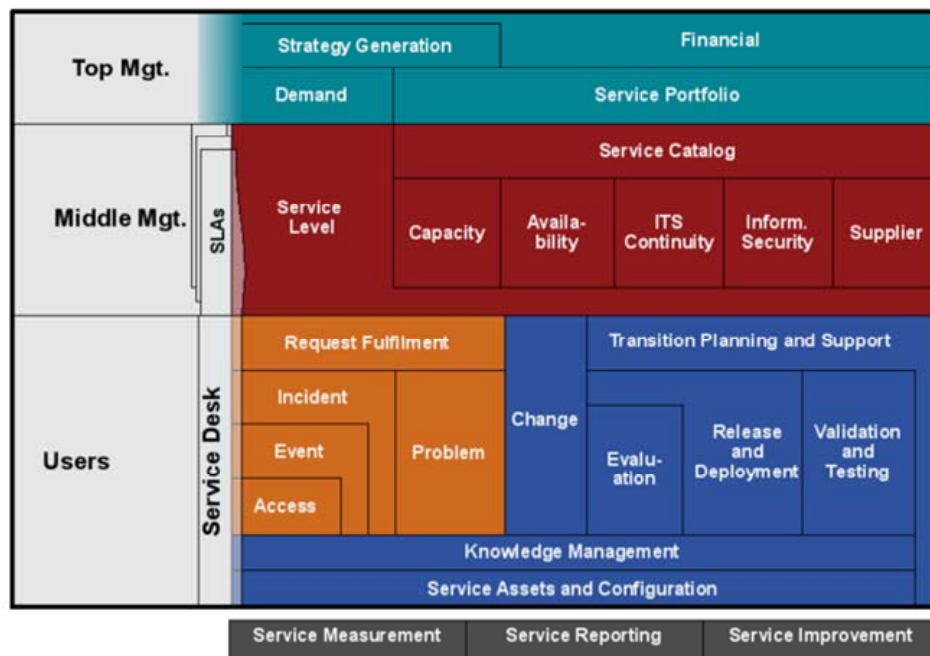 Top Mgt.
Strategy Generation
Financial
Demand
Service Portfolio
Middle Mgt.
SLAs
Service
Level
Service Catalog
Capacity
Availa-
bility
ITS
Continuity
Inform.
Security
Supplier
Users
Service Desk
Request Fulfilment
Incident
Event
Access
Problem
Change
Transition Planning and Support
Evalu-
ation
Release
and
Deployment
Validation
and
Testing
Knowledge Management
Service Assets and Configuration
Service Measurement
Service Reporting
Service Improvement